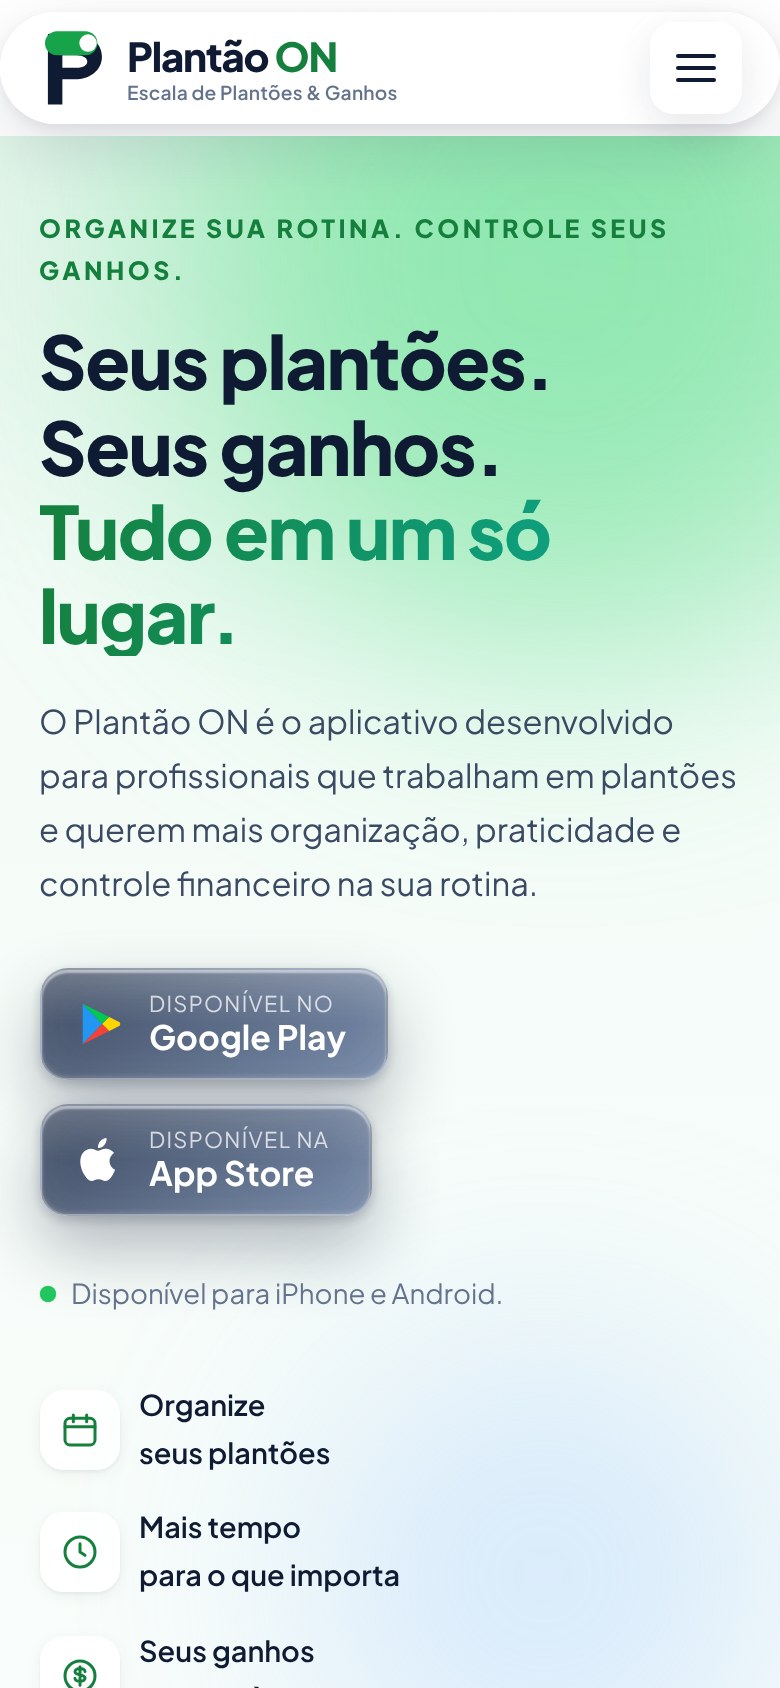 Plantão ON
Escala de Plantões & Ganhos
ORGANIZE SUA ROTINA. CONTROLE SEUS
GANHOS.
Seus plantões.
Seus ganhos.
Tudo em um só
lugar.
O Plantão ON é o aplicativo desenvolvido
para profissionais que trabalham em plantões
e querem mais organização, praticidade e
controle financeiro na sua rotina.
DISPONÍVEL NO
Google Play
DISPONÍVEL NA
App Store
Disponível para iPhone e Android.
Organize
seus plantões
Mais tempo
para o que importa
Seus ganhos